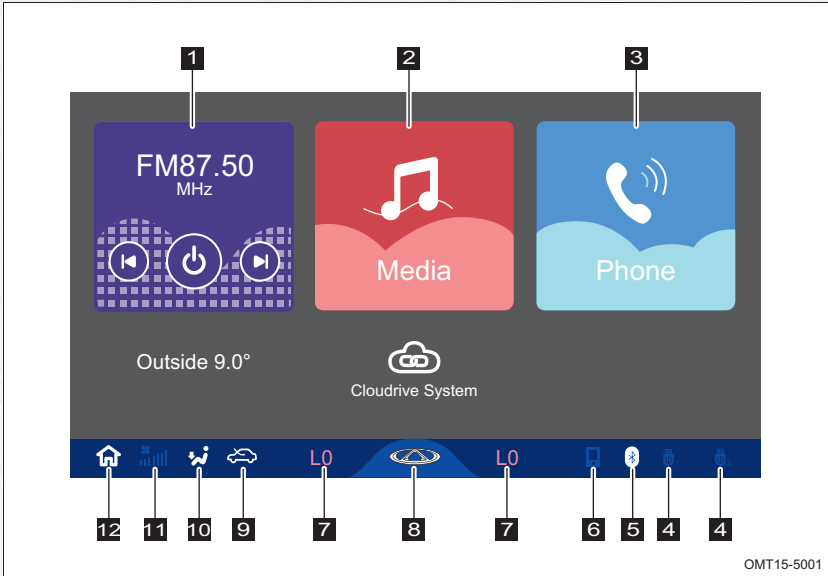 1 2 3
FM87.50
MHz
Media
Phone
Outside 9.0°
Cloudrive System
L0 L0
12 11 10 9 7 8 7 6 5 4 4
OMT15-5001